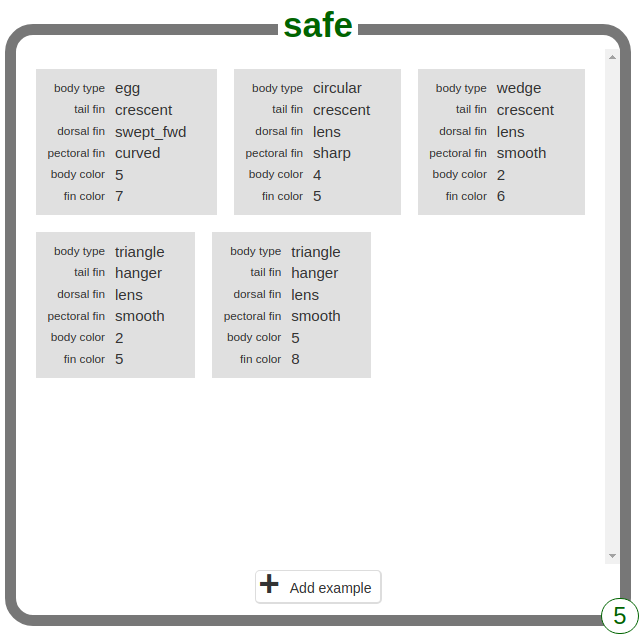 safe
body type egg
tail fin crescent
dorsal fin swept_fwd
pectoral fin curved
body color 5
fin color 7
body type circular
tail fin crescent
dorsal fin lens
pectoral fin sharp
body color 4
fin color 5
body type wedge
tail fin crescent
dorsal fin lens
pectoral fin smooth
body color 2
fin color 6
body type triangle
tail fin hanger
dorsal fin lens
pectoral fin smooth
body color 2
fin color 5
body type triangle
tail fin hanger
dorsal fin lens
pectoral fin smooth
body color 5
fin color 8
Add example
5